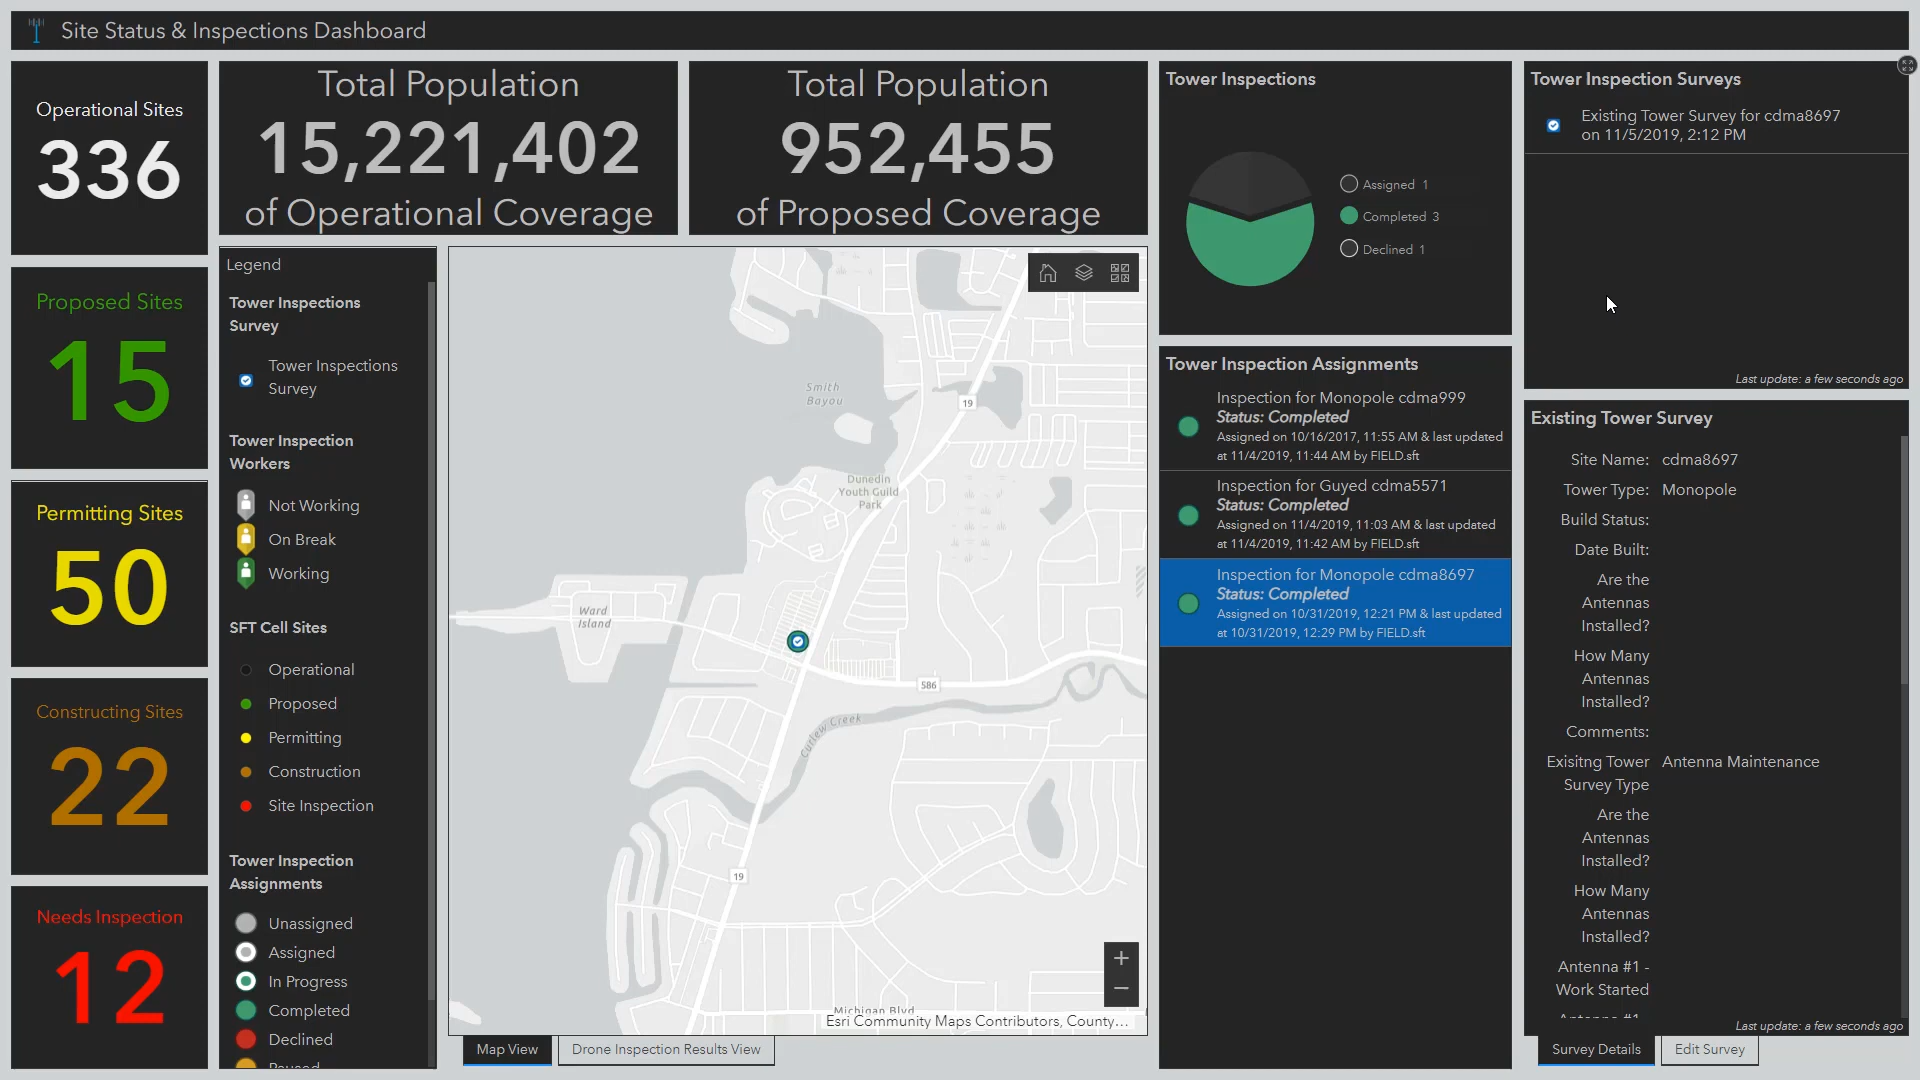 Site Status & Inspections Dashboard
Operational Sites
336
Proposed Sites
15
Permitting Sites
50
Constructing Sites
22
Needs Inspection
12
Total Population
15,221,402
of Operational Coverage
Total Population
952,455
of Proposed Coverage
Legend
Tower Inspections
Survey
Tower Inspections
Survey
Tower Inspection
Workers
Not Working
On Break
Working
SFT Cell Sites
Operational
Proposed
Permitting
Construction
Site Inspection
Tower Inspection
Assignments
Unassigned
Assigned
In Progress
Completed
Declined
Paused
Smith
Bayou
19
Dunedin
Youth Guild
Park
Ward
Island
586
Curlew Creek
19
Michigan Blvd
Esri Community Maps Contributors, County...
Map View
Drone Inspection Results View
Tower Inspections
Assigned 1
Completed 3
Declined 1
Tower Inspection Assignments
Inspection for Monopole cdma999
Status: Completed
Assigned on 10/16/2017, 11:55 AM & last updated
at 11/4/2019, 11:44 AM by FIELD.sft
Inspection for Guyed cdma5571
Status: Completed
Assigned on 11/4/2019, 11:03 AM & last updated
at 11/4/2019, 11:42 AM by FIELD.sft
Inspection for Monopole cdma8697
Status: Completed
Assigned on 10/31/2019, 12:21 PM & last updated
at 10/31/2019, 12:29 PM by FIELD.sft
Tower Inspection Surveys
Existing Tower Survey for cdma8697
on 11/5/2019, 2:12 PM
Last update: a few seconds ago
Existing Tower Survey
Site Name: cdma8697
Tower Type: Monopole
Build Status:
Date Built:
Are the
Antennas
Installed?
How Many
Antennas
Installed?
Comments:
Exisitng Tower Antenna Maintenance
Survey Type
Are the
Antennas
Installed?
How Many
Antennas
Installed?
Antenna #1 -
Work Started
Antenna #1
Last update: a few seconds ago
Survey Details
Edit Survey